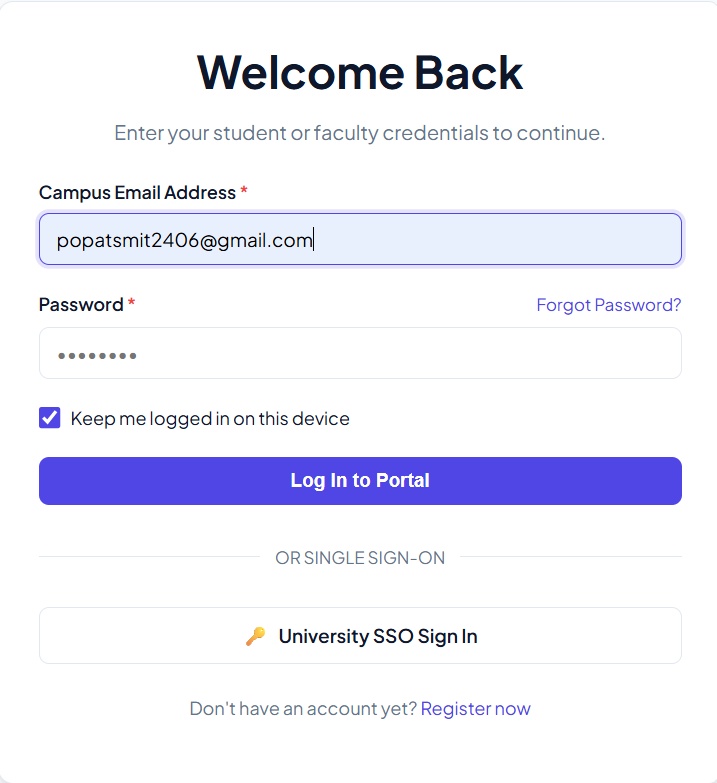 Welcome Back
Enter your student or faculty credentials to continue.
Campus Email Address *
popatsmit2406@gmail.com
Password *
Forgot Password?
••••••••
Keep me logged in on this device
Log In to Portal
OR SINGLE SIGN-ON
🔑 University SSO Sign In
Don't have an account yet? Register now